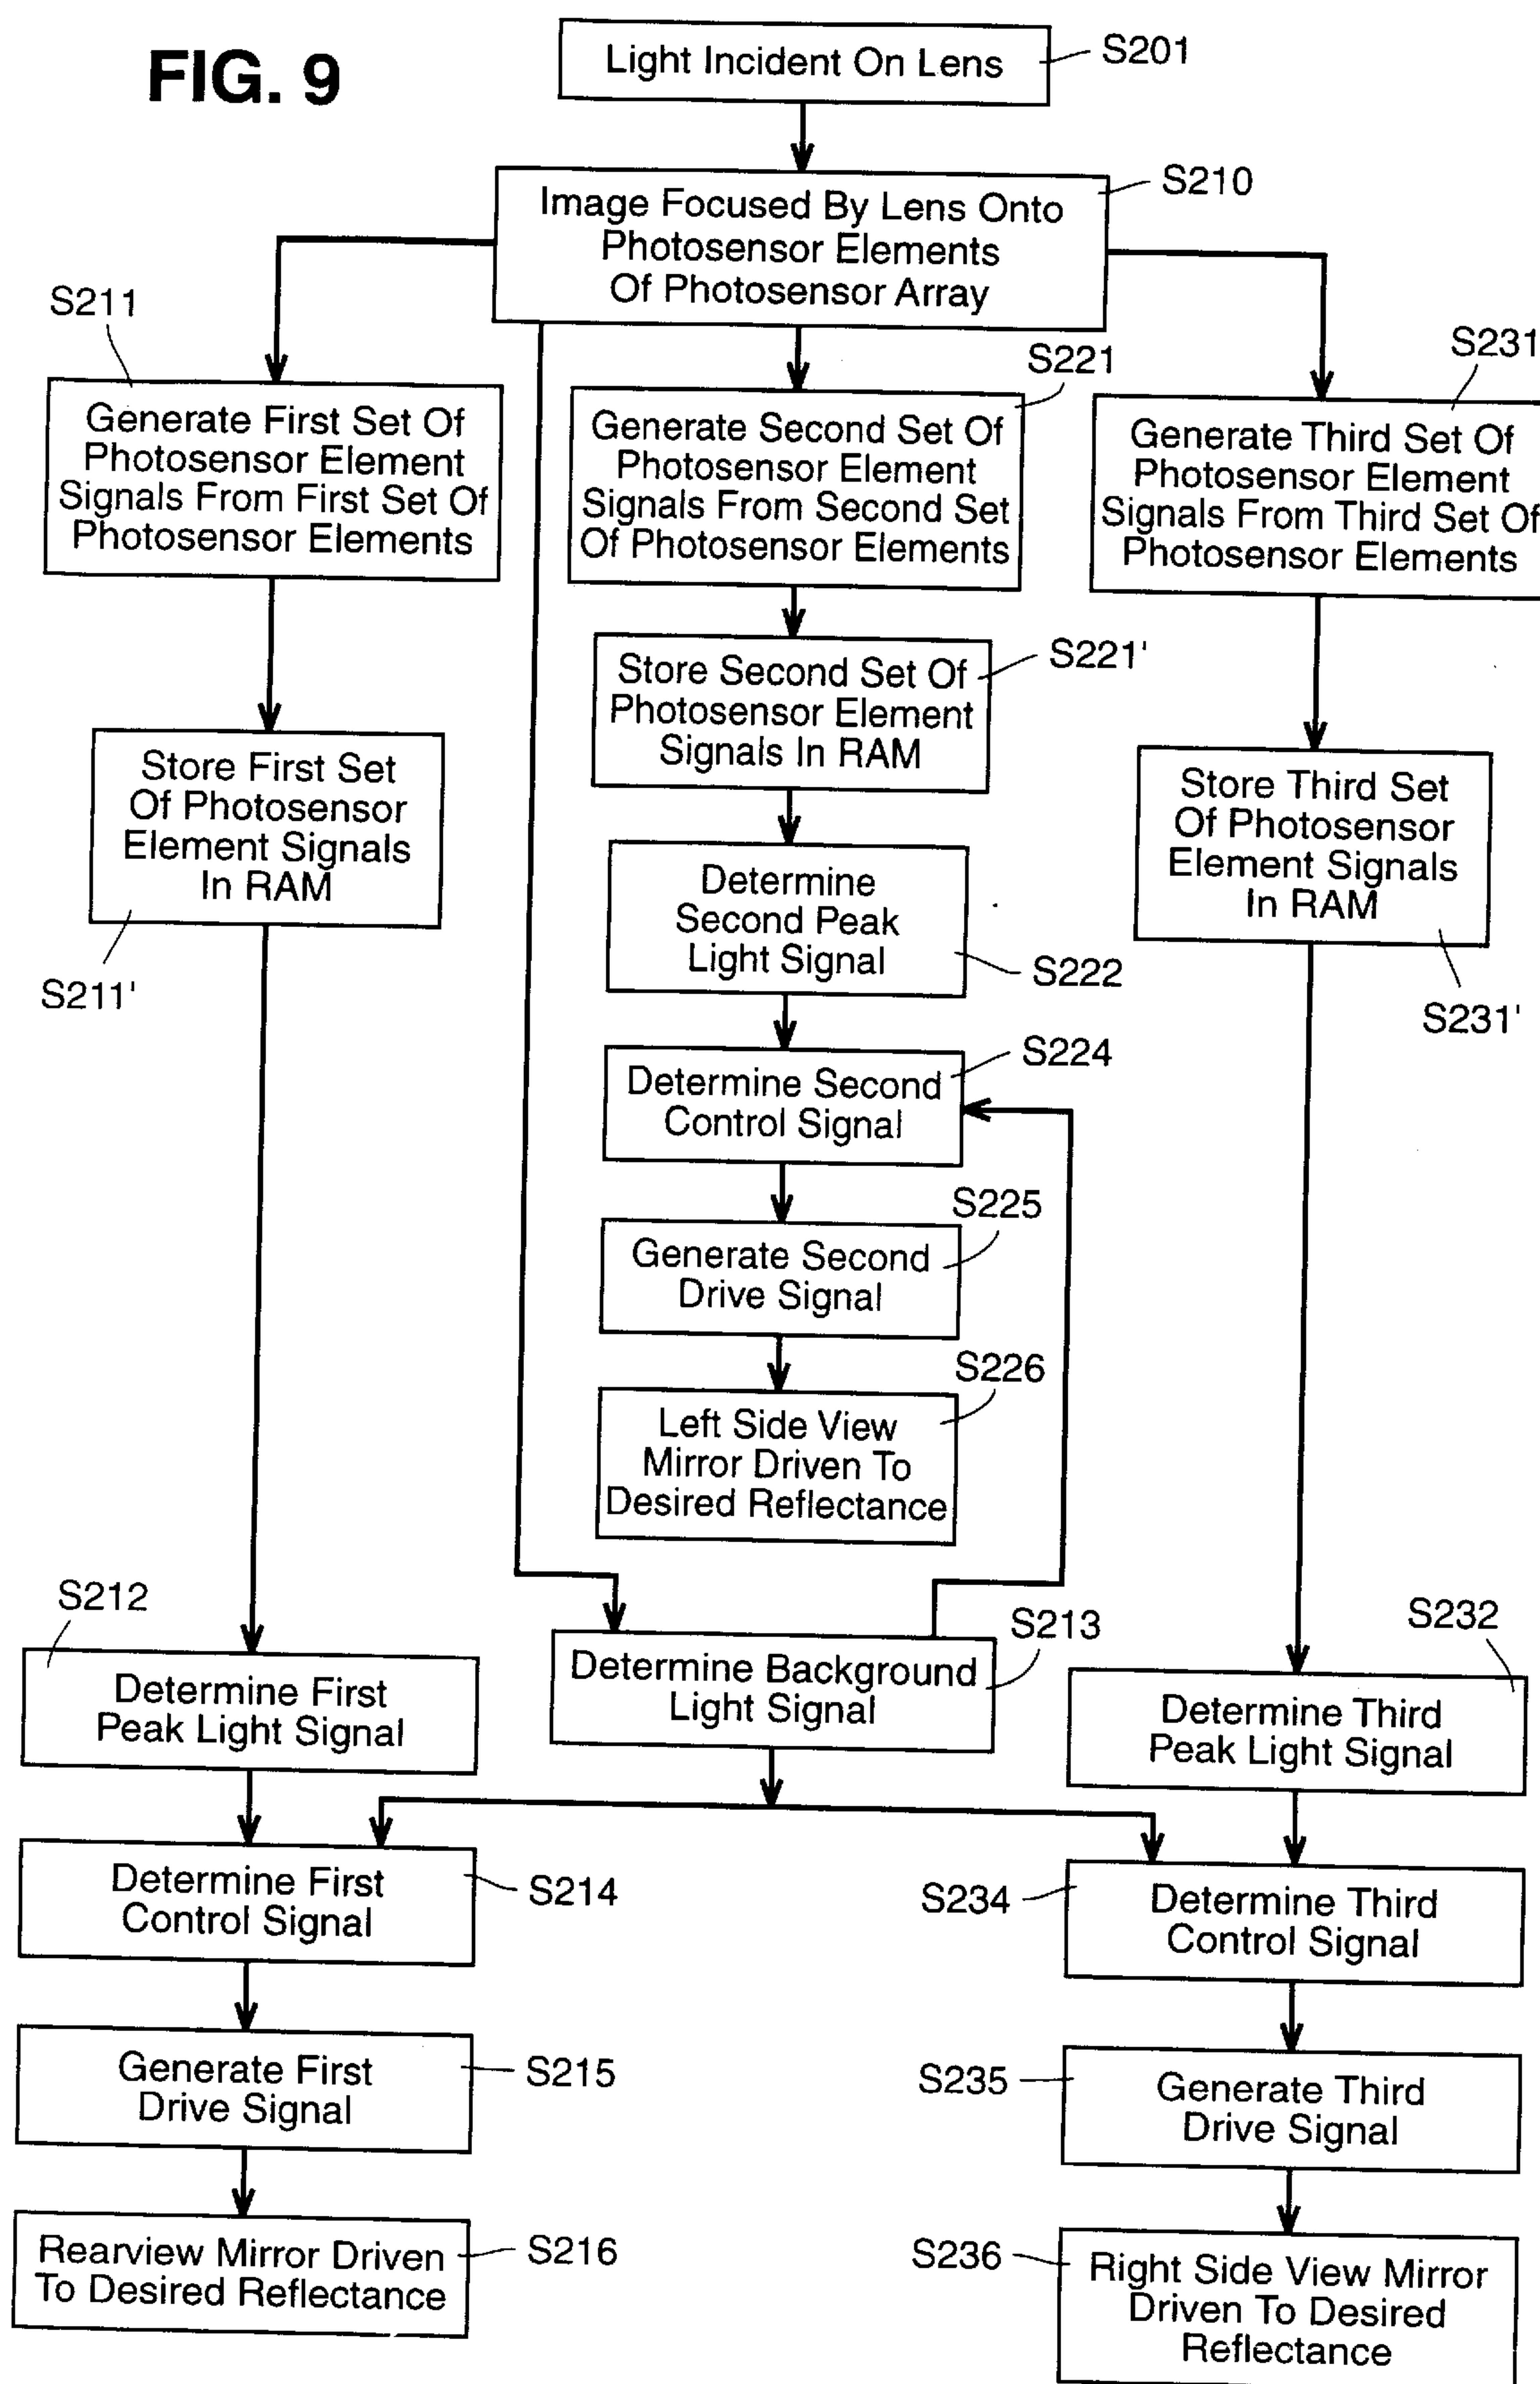 FIG. 9
Light Incident On Lens
S201
Image Focused By Lens Onto
Photosensor Elements
Of Photosensor Array
S210
S211
Generate First Set Of
Photosensor Element
Signals From First Set Of
Photosensor Elements
S221
Generate Second Set Of
Photosensor Element
Signals From Second Set
Of Photosensor Elements
S231
Generate Third Set Of
Photosensor Element
Signals From Third Set Of
Photosensor Elements
Store Second Set Of
Photosensor Element
Signals In RAM
S221'
Store First Set
Of Photosensor
Element Signals
In RAM
S211'
Store Third Set
Of Photosensor
Element Signals
In RAM
S231'
Determine
Second Peak
Light Signal
S222
Determine Second
Control Signal
S224
S225
Generate Second
Drive Signal
S226
Left Side View
Mirror Driven To
Desired Reflectance
S212
Determine First
Peak Light Signal
S213
Determine Background
Light Signal
S232
Determine Third
Peak Light Signal
Determine First
Control Signal
S214
S234
Determine Third
Control Signal
Generate First
Drive Signal
S215
S235
Generate Third
Drive Signal
Rearview Mirror Driven
To Desired Reflectance
S216
S236
Right Side View Mirror
Driven To Desired
Reflectance